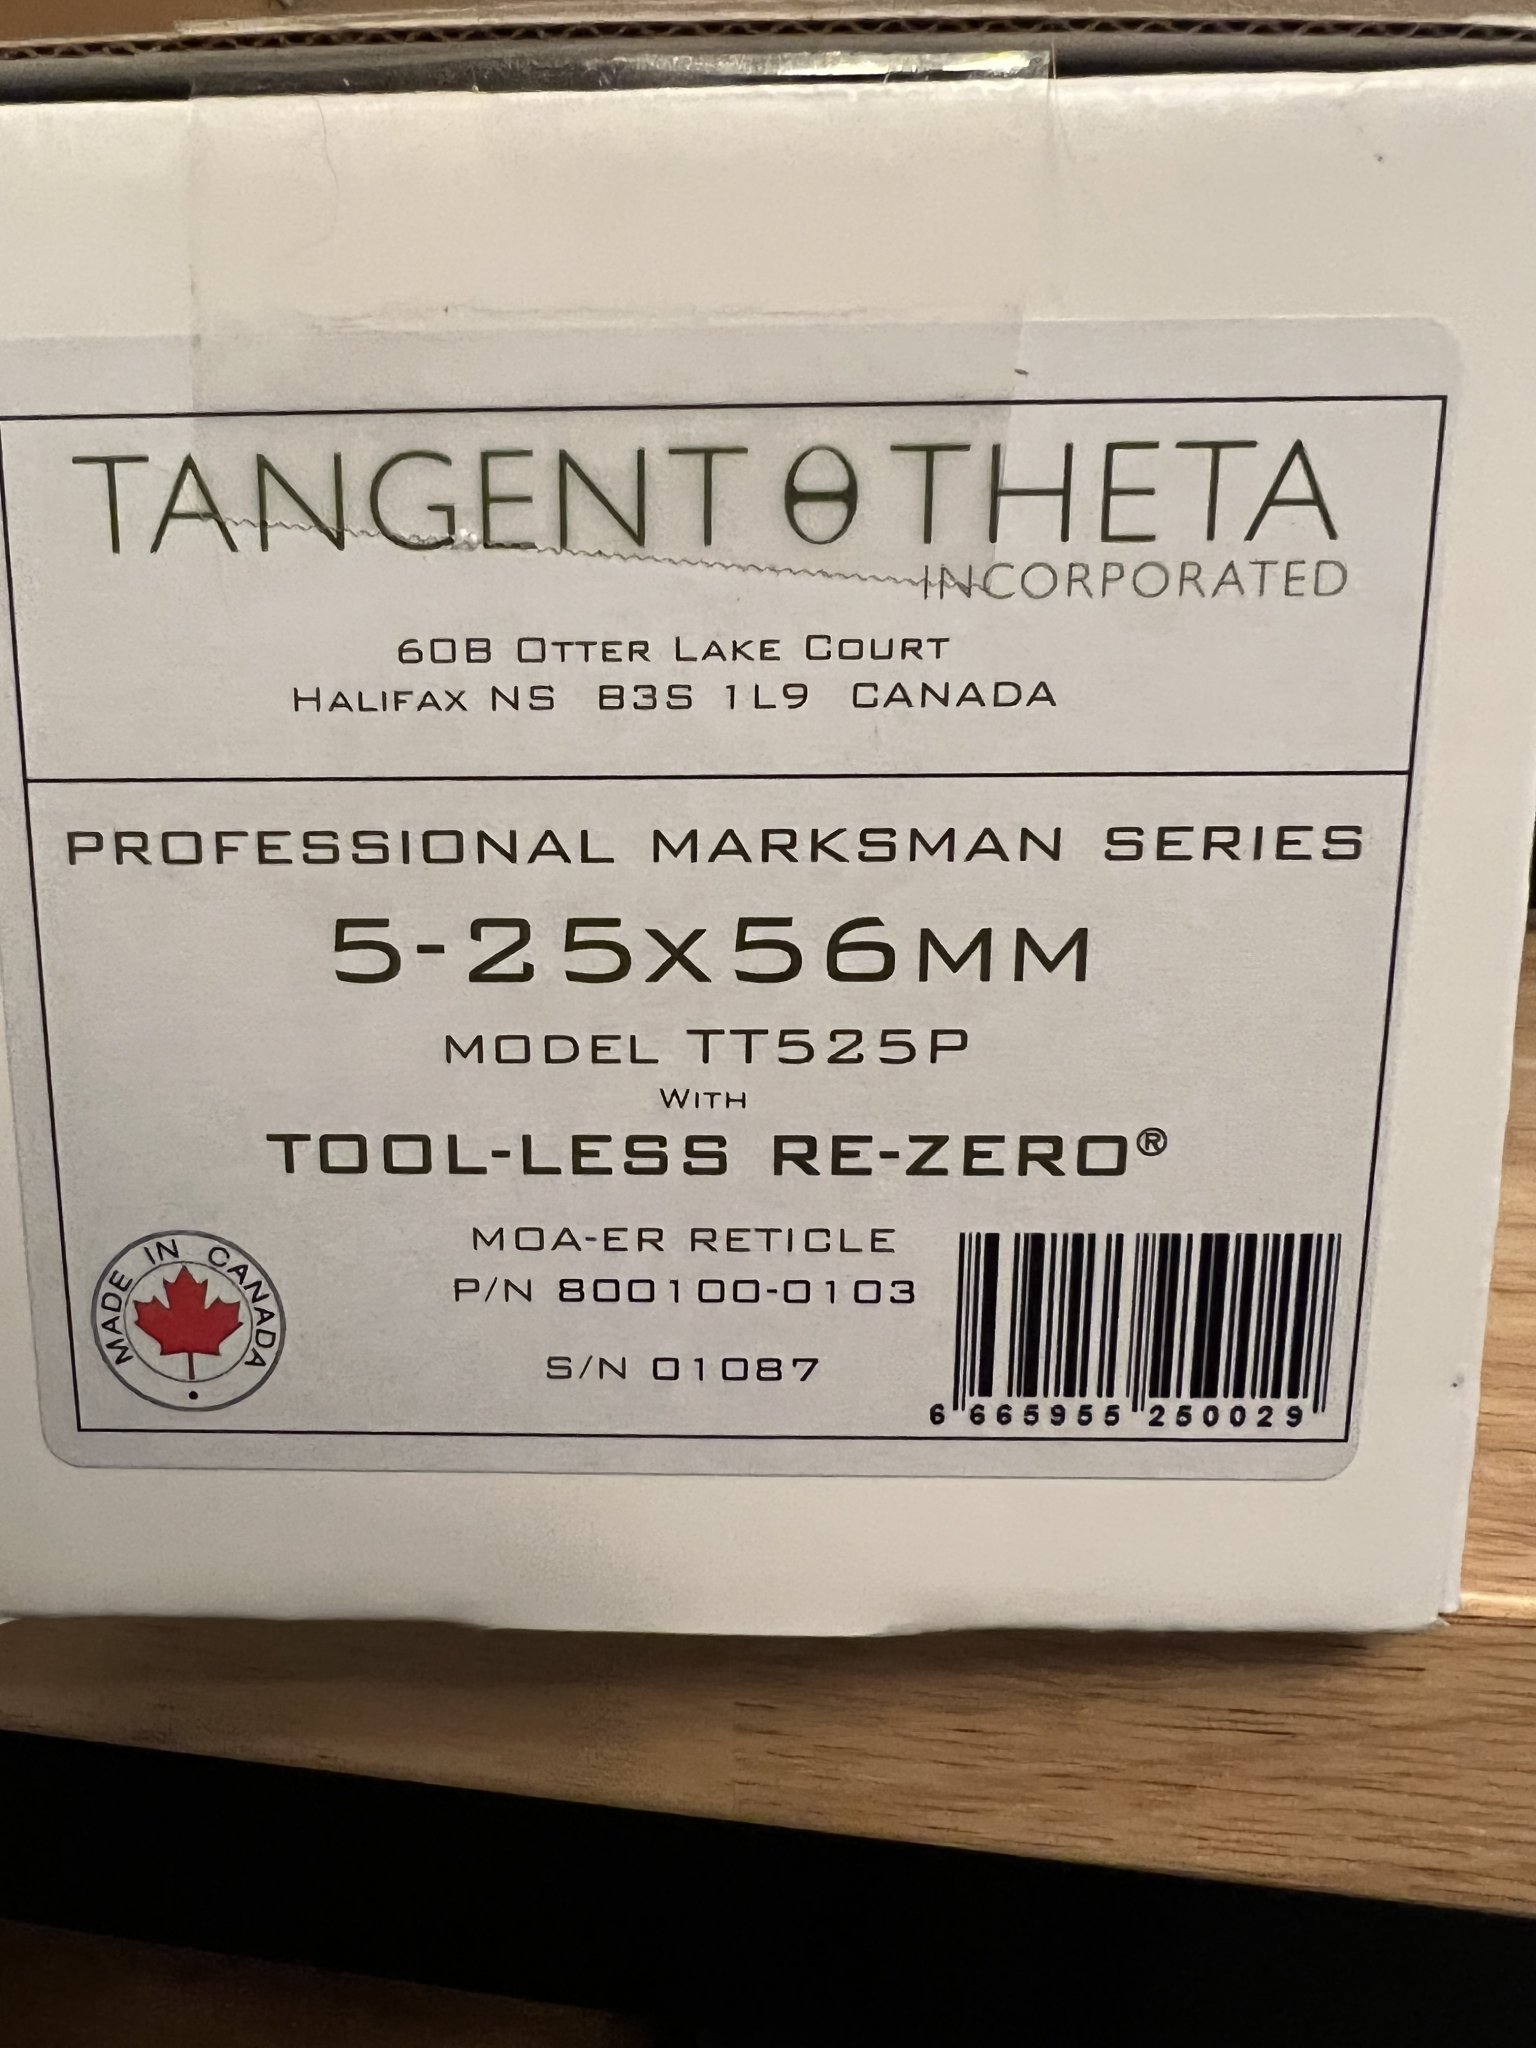 TANGENT θ THETA
INCORPORATED
60B OTTER LAKE COURT
HALIFAX NS B3S 1L9 CANADA
PROFESSIONAL MARKSMAN SERIES
5-25x56MM
MODEL TT525P
WITH
TOOL-LESS RE-ZERO®
MOA-ER RETICLE
P/N 800100-0103
S/N 01087
MADE IN CANADA
6 665955 250029